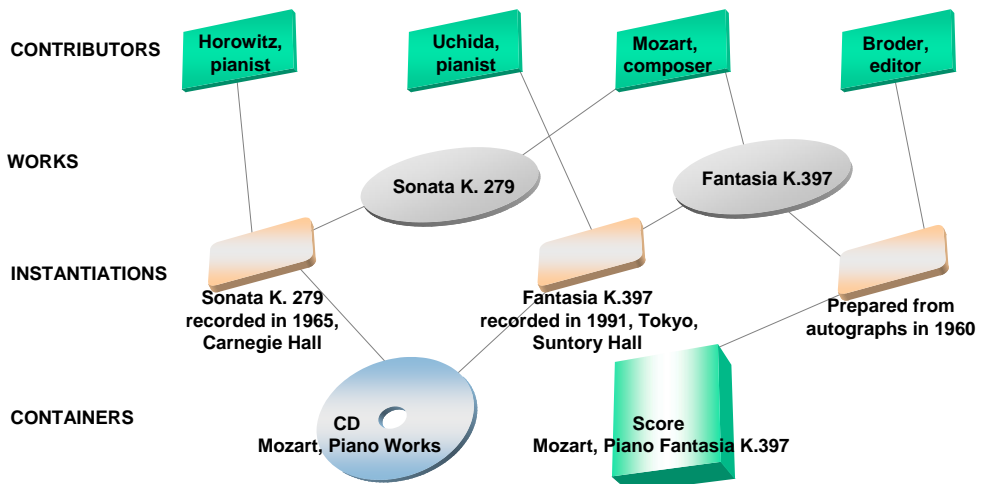 CONTRIBUTORS
Horowitz,
pianist
Uchida,
pianist
Mozart,
composer
Broder,
editor
WORKS
Sonata K. 279
Fantasia K.397
INSTANTIATIONS
Sonata K. 279
recorded in 1965,
Carnegie Hall
Fantasia K.397
recorded in 1991, Tokyo,
Suntory Hall
Prepared from
autographs in 1960
CONTAINERS
CD
Mozart, Piano Works
Score
Mozart, Piano Fantasia K.397